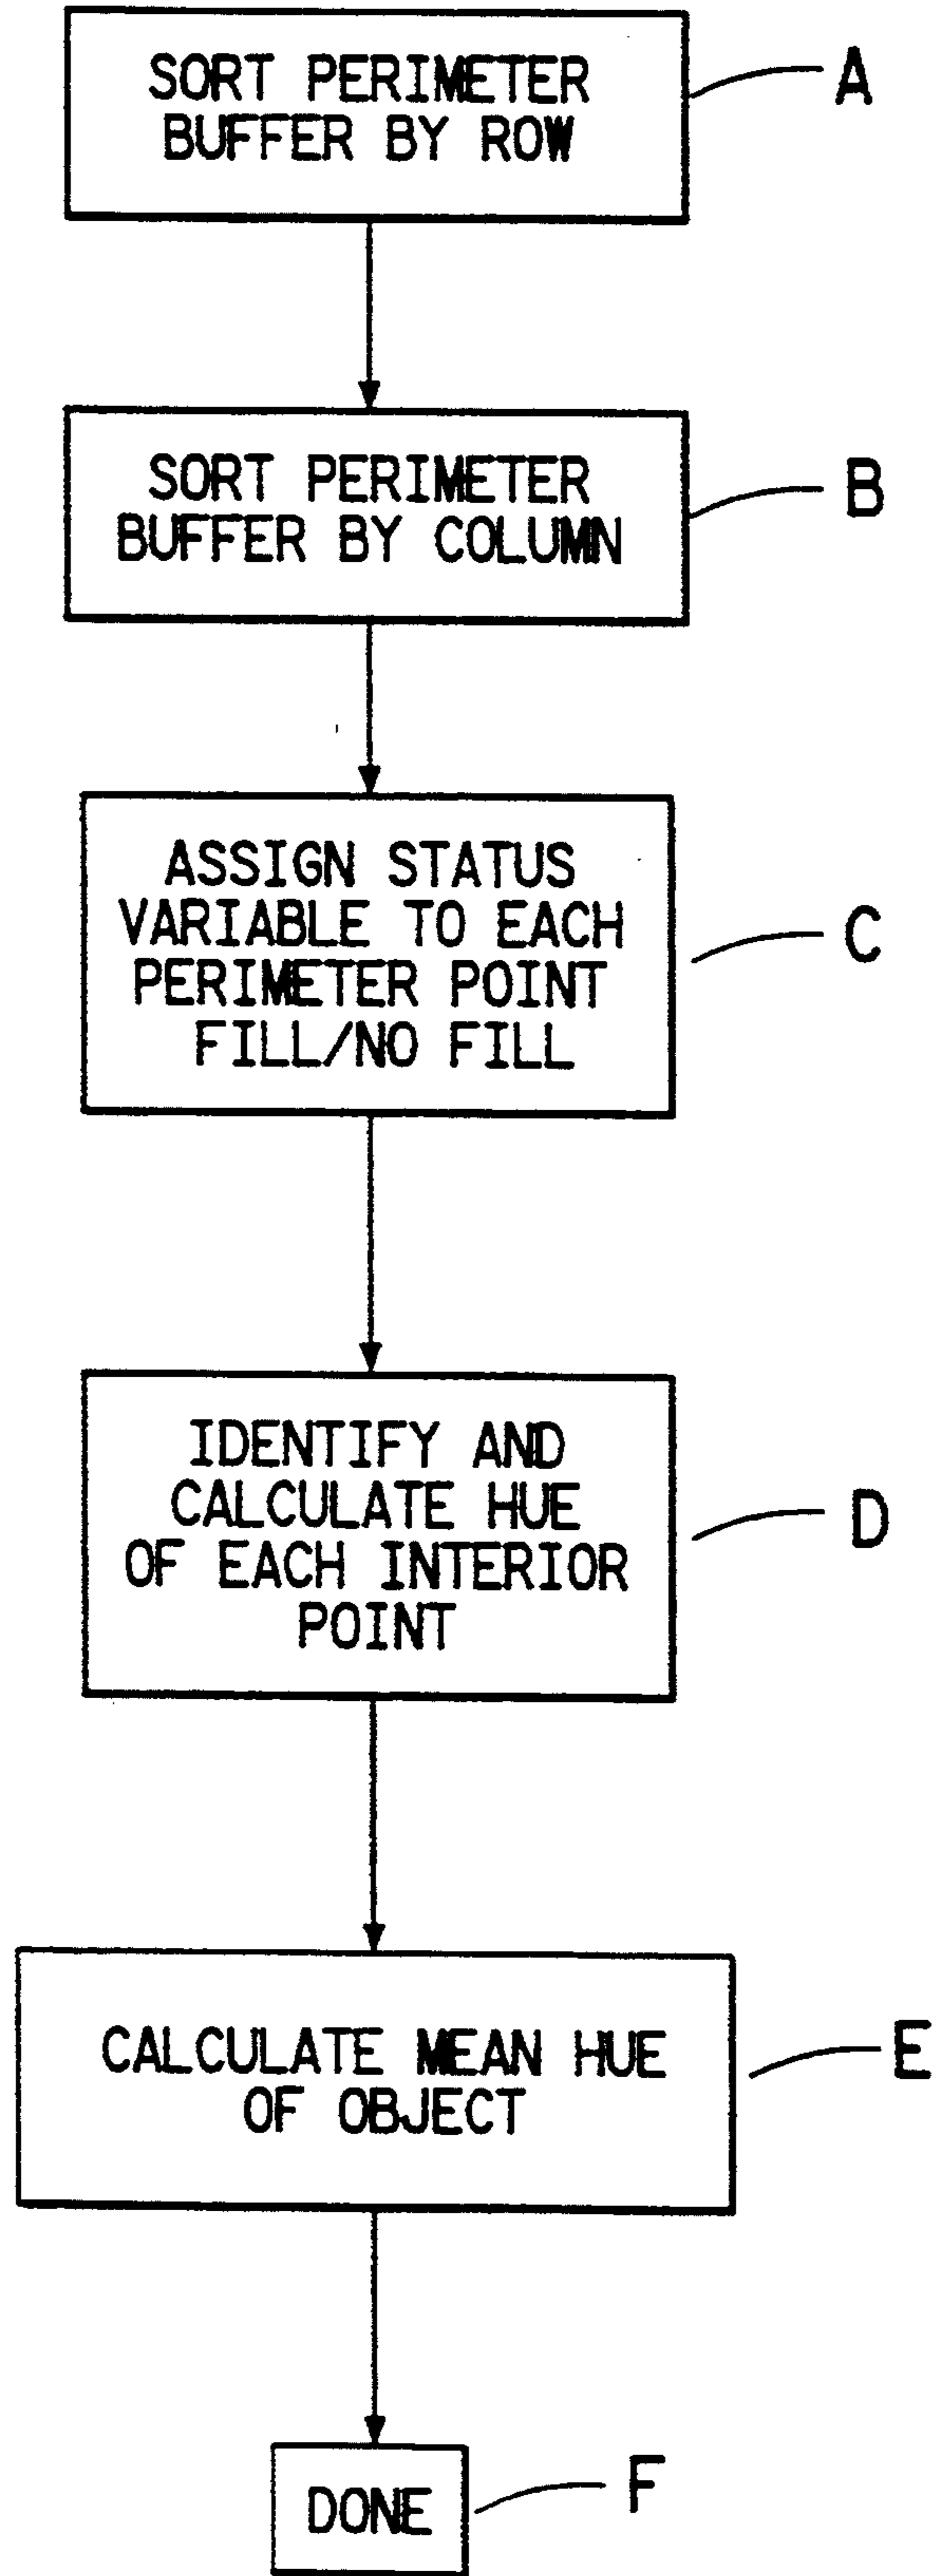 SORT PERIMETER
BUFFER BY ROW
A
SORT PERIMETER
BUFFER BY COLUMN
B
ASSIGN STATUS
VARIABLE TO EACH
PERIMETER POINT
FILL/NO FILL
C
IDENTIFY AND
CALCULATE HUE
OF EACH INTERIOR
POINT
D
CALCULATE MEAN HUE
OF OBJECT
E
DONE
F